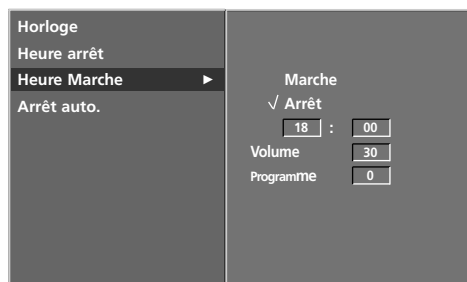 Horloge
Heure arrêt
Heure Marche ►
Arrêt auto.
Marche
√ Arrêt
18 : 00
Volume 30
Programme 0